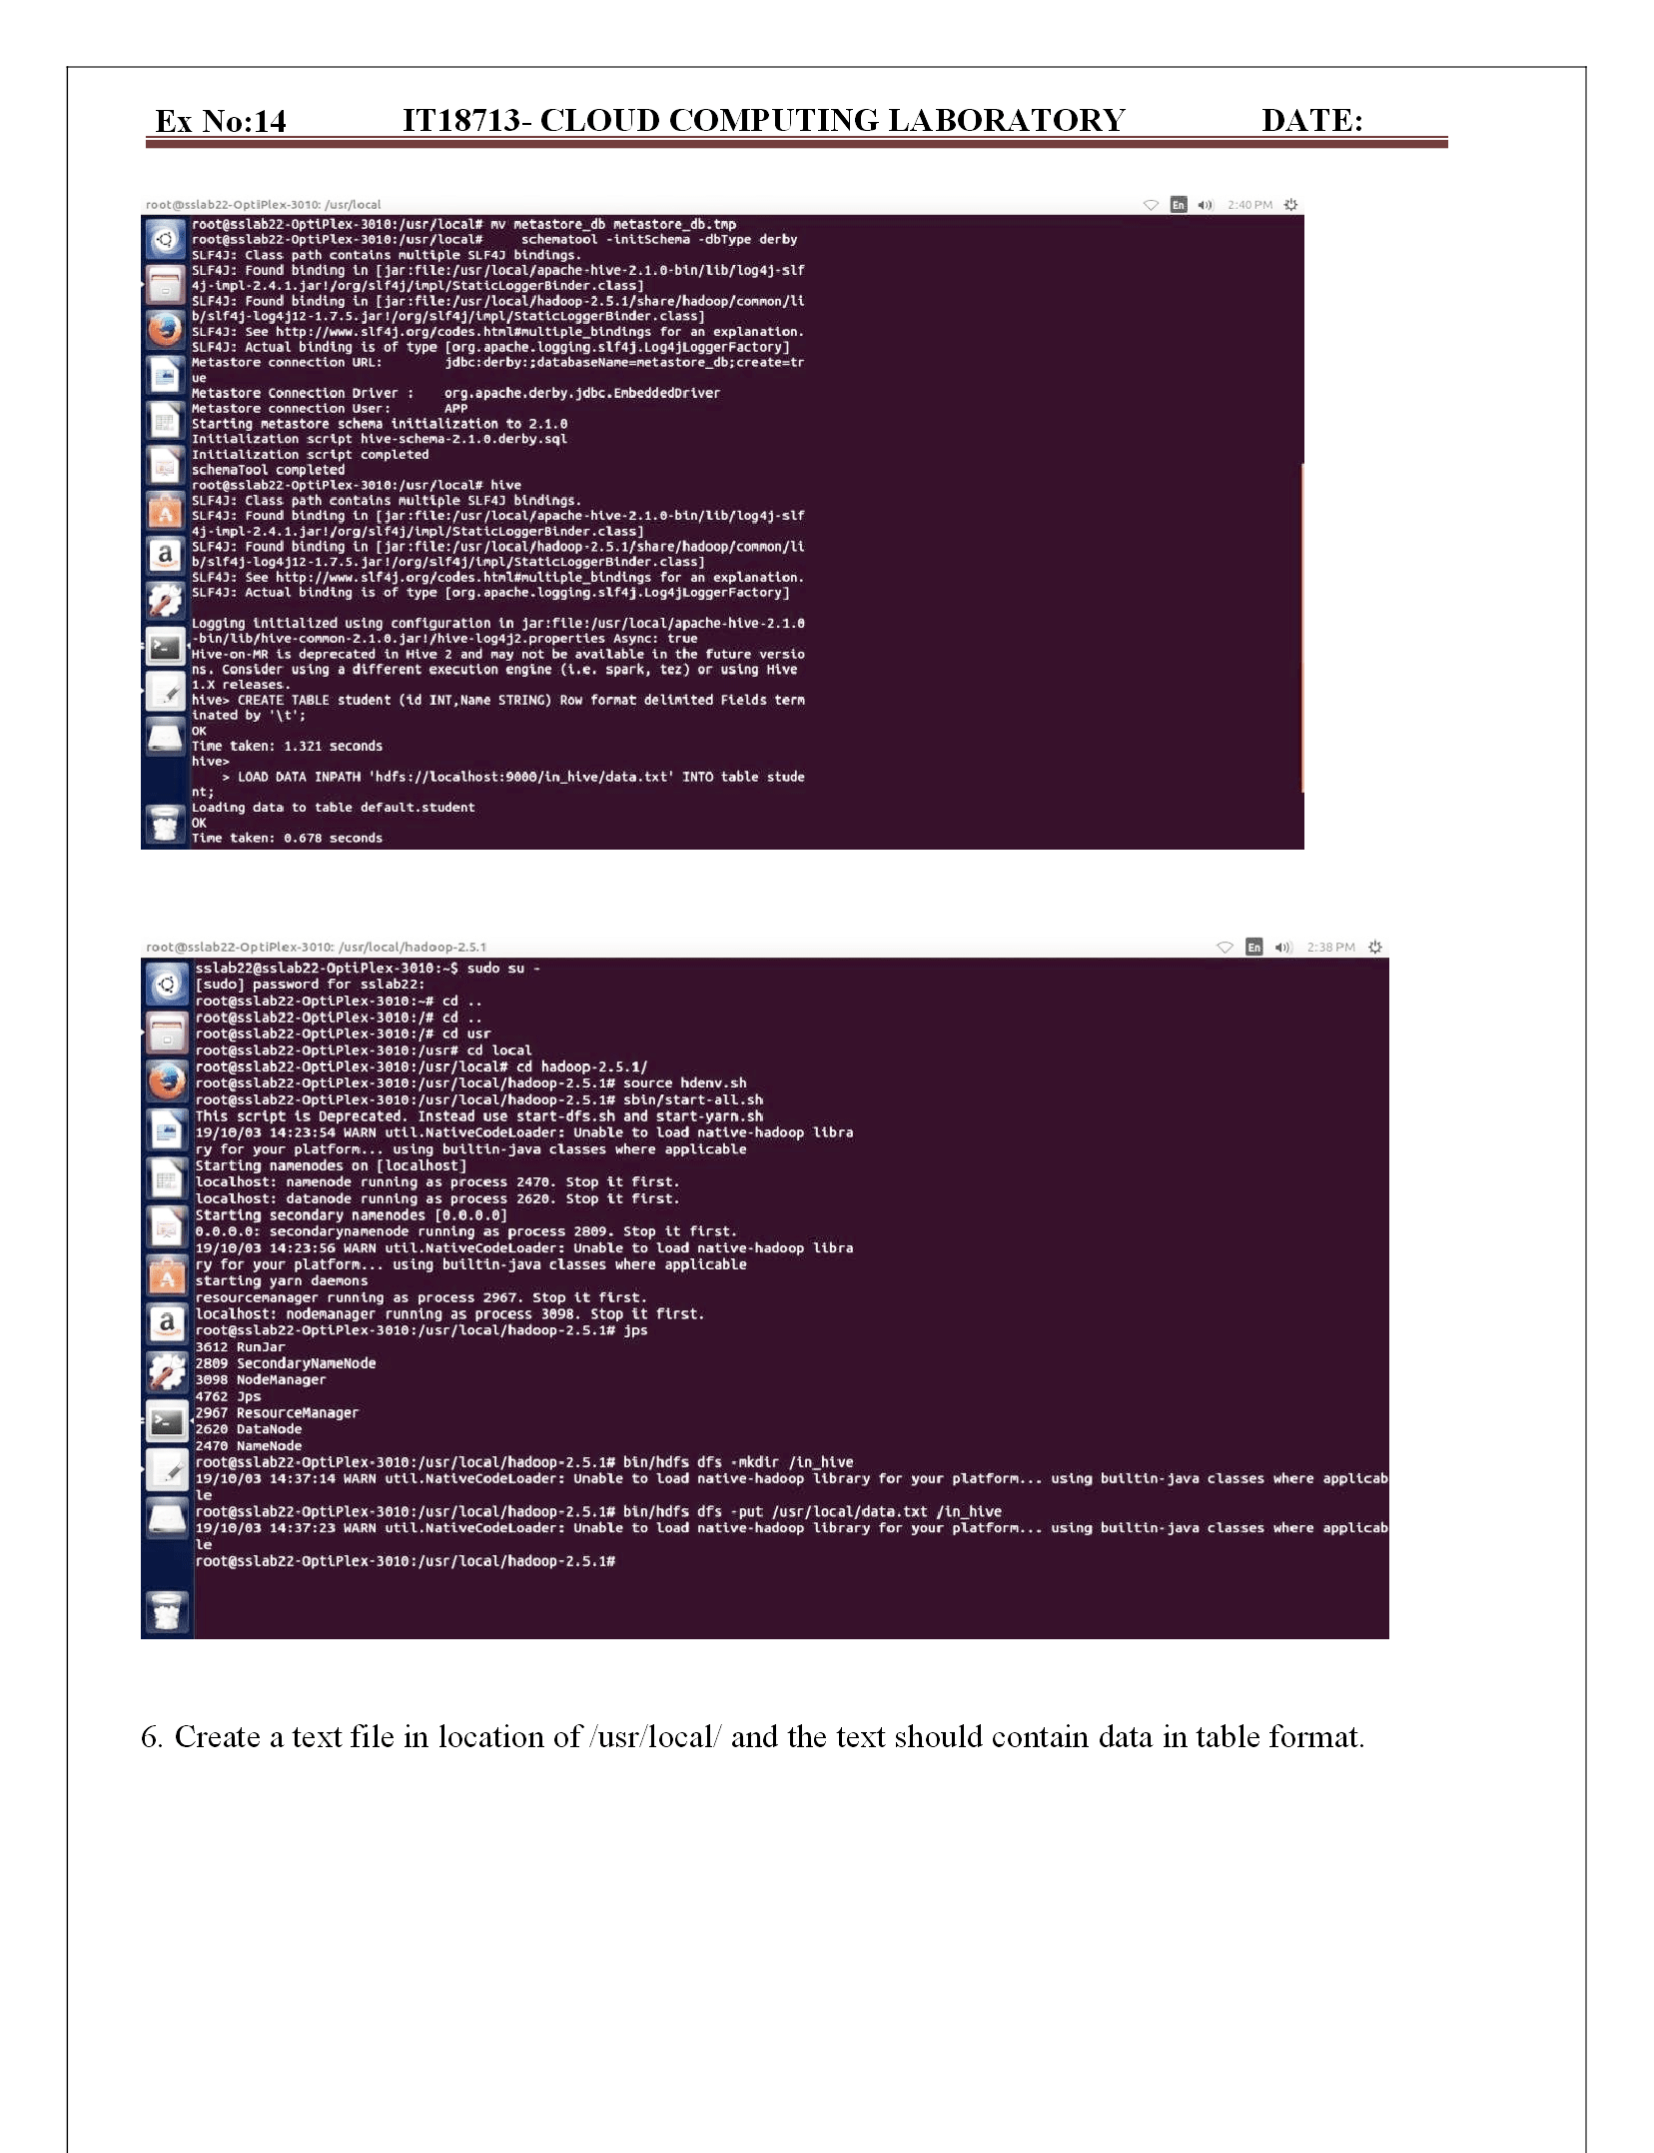 Ex No:14 IT18713- CLOUD COMPUTING LABORATORY DATE:
root@sslab22-OptiPlex-3010: /usr/local En 2:40 PM
root@sslab22-OptiPlex-3010:/usr/local# mv metastore_db metastore_db.tmp
root@sslab22-OptiPlex-3010:/usr/local# schematool -initSchema -dbType derby
SLF4J: Class path contains multiple SLF4J bindings.
SLF4J: Found binding in [jar:file:/usr/local/apache-hive-2.1.0-bin/lib/log4j-slf
4j-impl-2.4.1.jar!/org/slf4j/impl/StaticLoggerBinder.class]
SLF4J: Found binding in [jar:file:/usr/local/hadoop-2.5.1/share/hadoop/common/li
b/slf4j-log4j12-1.7.5.jar!/org/slf4j/impl/StaticLoggerBinder.class]
SLF4J: See http://www.slf4j.org/codes.html#multiple_bindings for an explanation.
SLF4J: Actual binding is of type [org.apache.logging.slf4j.Log4jLoggerFactory]
Metastore connection URL: jdbc:derby:;databaseName=metastore_db;create=tr
ue
Metastore Connection Driver : org.apache.derby.jdbc.EmbeddedDriver
Metastore connection User: APP
Starting metastore schema initialization to 2.1.0
Initialization script hive-schema-2.1.0.derby.sql
Initialization script completed
schemaTool completed
root@sslab22-OptiPlex-3010:/usr/local# hive
SLF4J: Class path contains multiple SLF4J bindings.
SLF4J: Found binding in [jar:file:/usr/local/apache-hive-2.1.0-bin/lib/log4j-slf
4j-impl-2.4.1.jar!/org/slf4j/impl/StaticLoggerBinder.class]
SLF4J: Found binding in [jar:file:/usr/local/hadoop-2.5.1/share/hadoop/common/li
b/slf4j-log4j12-1.7.5.jar!/org/slf4j/impl/StaticLoggerBinder.class]
SLF4J: See http://www.slf4j.org/codes.html#multiple_bindings for an explanation.
SLF4J: Actual binding is of type [org.apache.logging.slf4j.Log4jLoggerFactory]
Logging initialized using configuration in jar:file:/usr/local/apache-hive-2.1.0
-bin/lib/hive-common-2.1.0.jar!/hive-log4j2.properties Async: true
Hive-on-MR is deprecated in Hive 2 and may not be available in the future versio
ns. Consider using a different execution engine (i.e. spark, tez) or using Hive
1.X releases.
hive> CREATE TABLE student (id INT,Name STRING) Row format delimited Fields term
inated by '\t';
OK
Time taken: 1.321 seconds
hive>
> LOAD DATA INPATH 'hdfs://localhost:9000/in_hive/data.txt' INTO table stude
nt;
Loading data to table default.student
OK
Time taken: 0.678 seconds
root@sslab22-OptiPlex-3010: /usr/local/hadoop-2.5.1 En 2:38 PM
sslab22@sslab22-OptiPlex-3010:~$ sudo su -
[sudo] password for sslab22:
root@sslab22-OptiPlex-3010:~# cd ..
root@sslab22-OptiPlex-3010:/# cd ..
root@sslab22-OptiPlex-3010:/# cd usr
root@sslab22-OptiPlex-3010:/usr# cd local
root@sslab22-OptiPlex-3010:/usr/local# cd hadoop-2.5.1/
root@sslab22-OptiPlex-3010:/usr/local/hadoop-2.5.1# source hdenv.sh
root@sslab22-OptiPlex-3010:/usr/local/hadoop-2.5.1# sbin/start-all.sh
This script is Deprecated. Instead use start-dfs.sh and start-yarn.sh
19/10/03 14:23:54 WARN util.NativeCodeLoader: Unable to load native-hadoop libra
ry for your platform... using builtin-java classes where applicable
Starting namenodes on [localhost]
localhost: namenode running as process 2470. Stop it first.
localhost: datanode running as process 2620. Stop it first.
Starting secondary namenodes [0.0.0.0]
0.0.0.0: secondarynamenode running as process 2809. Stop it first.
19/10/03 14:23:56 WARN util.NativeCodeLoader: Unable to load native-hadoop libra
ry for your platform... using builtin-java classes where applicable
starting yarn daemons
resourcemanager running as process 2967. Stop it first.
localhost: nodemanager running as process 3098. Stop it first.
root@sslab22-OptiPlex-3010:/usr/local/hadoop-2.5.1# jps
3612 RunJar
2809 SecondaryNameNode
3098 NodeManager
4762 Jps
2967 ResourceManager
2620 DataNode
2470 NameNode
root@sslab22-OptiPlex-3010:/usr/local/hadoop-2.5.1# bin/hdfs dfs -mkdir /in_hive
19/10/03 14:37:14 WARN util.NativeCodeLoader: Unable to load native-hadoop library for your platform... using builtin-java classes where applicab
le
root@sslab22-OptiPlex-3010:/usr/local/hadoop-2.5.1# bin/hdfs dfs -put /usr/local/data.txt /in_hive
19/10/03 14:37:23 WARN util.NativeCodeLoader: Unable to load native-hadoop library for your platform... using builtin-java classes where applicab
le
root@sslab22-OptiPlex-3010:/usr/local/hadoop-2.5.1#
6. Create a text file in location of /usr/local/ and the text should contain data in table format.